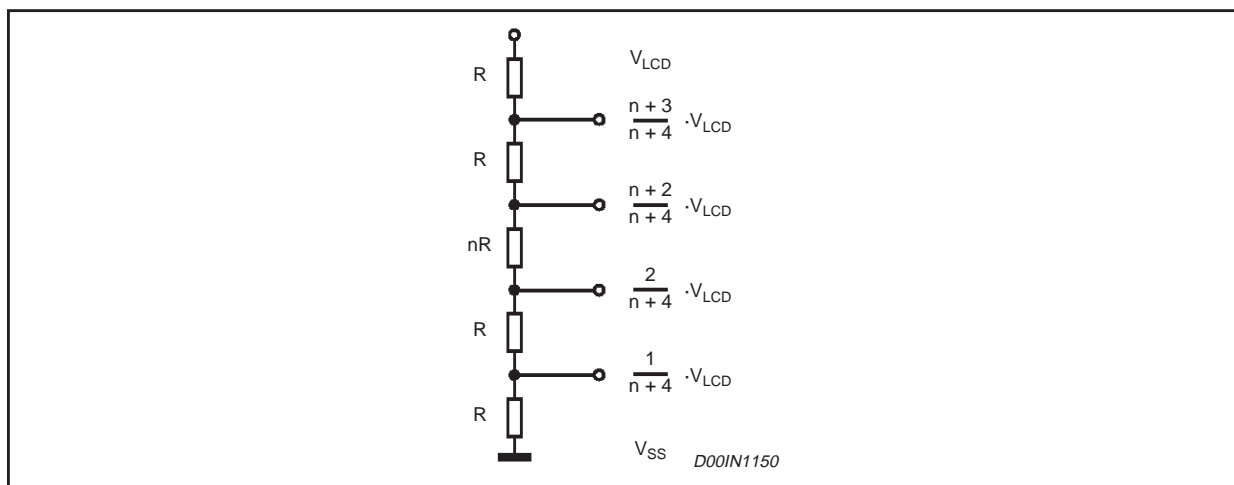 V_LCD
R
n + 3
n + 4 ·V_LCD
R
n + 2
n + 4 ·V_LCD
nR
2
n + 4 ·V_LCD
R
1
n + 4 ·V_LCD
R
V_SS D00IN1150